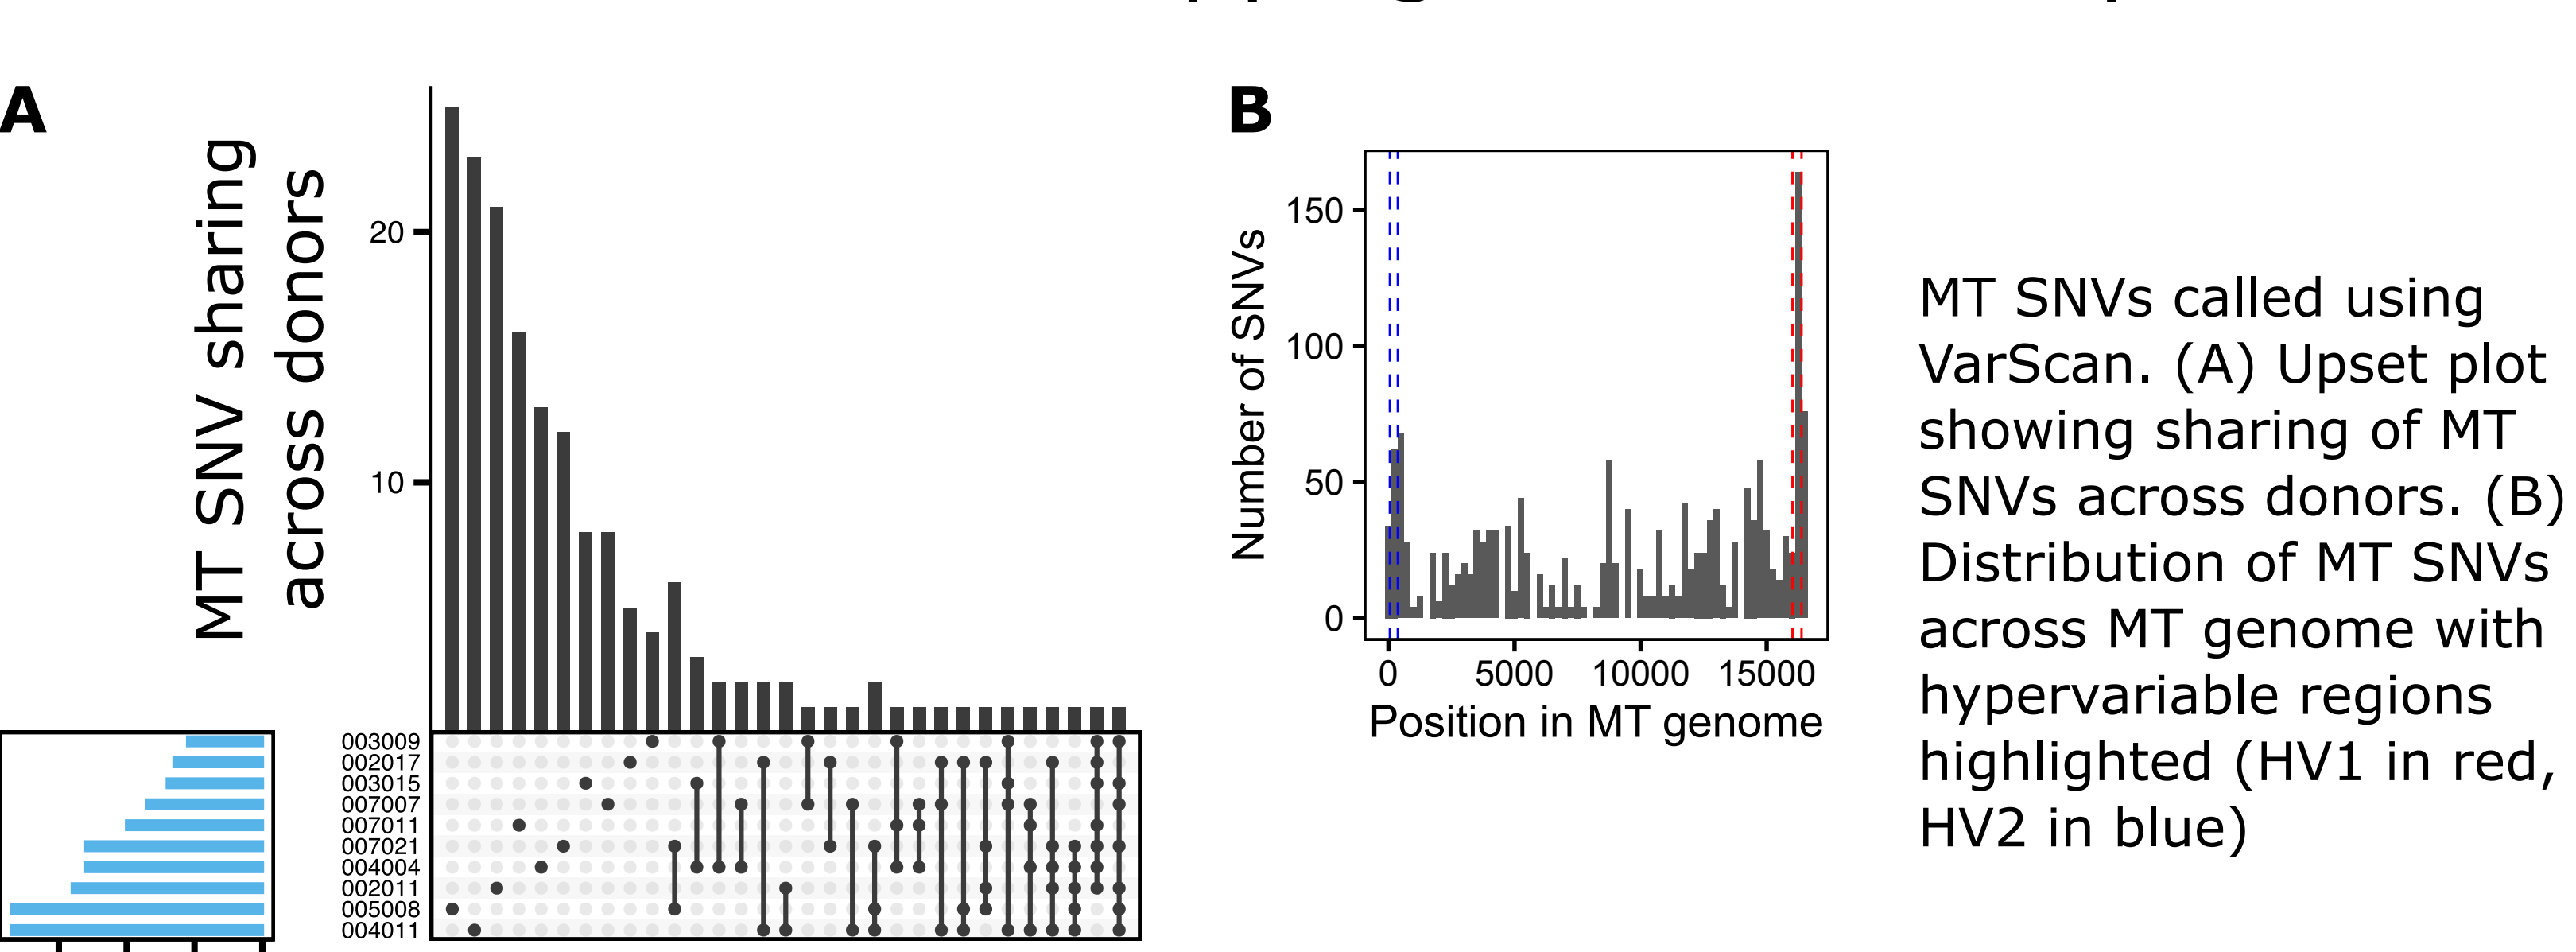 A
MT SNV sharing
across donors
20
10
003009
002017
003015
007007
007011
007021
004004
002011
005008
004011
B
Number of SNVs
150
100
50
0
0 5000 10000 15000
Position in MT genome
MT SNVs called using
VarScan. (A) Upset plot
showing sharing of MT
SNVs across donors. (B)
Distribution of MT SNVs
across MT genome with
hypervariable regions
highlighted (HV1 in red,
HV2 in blue)